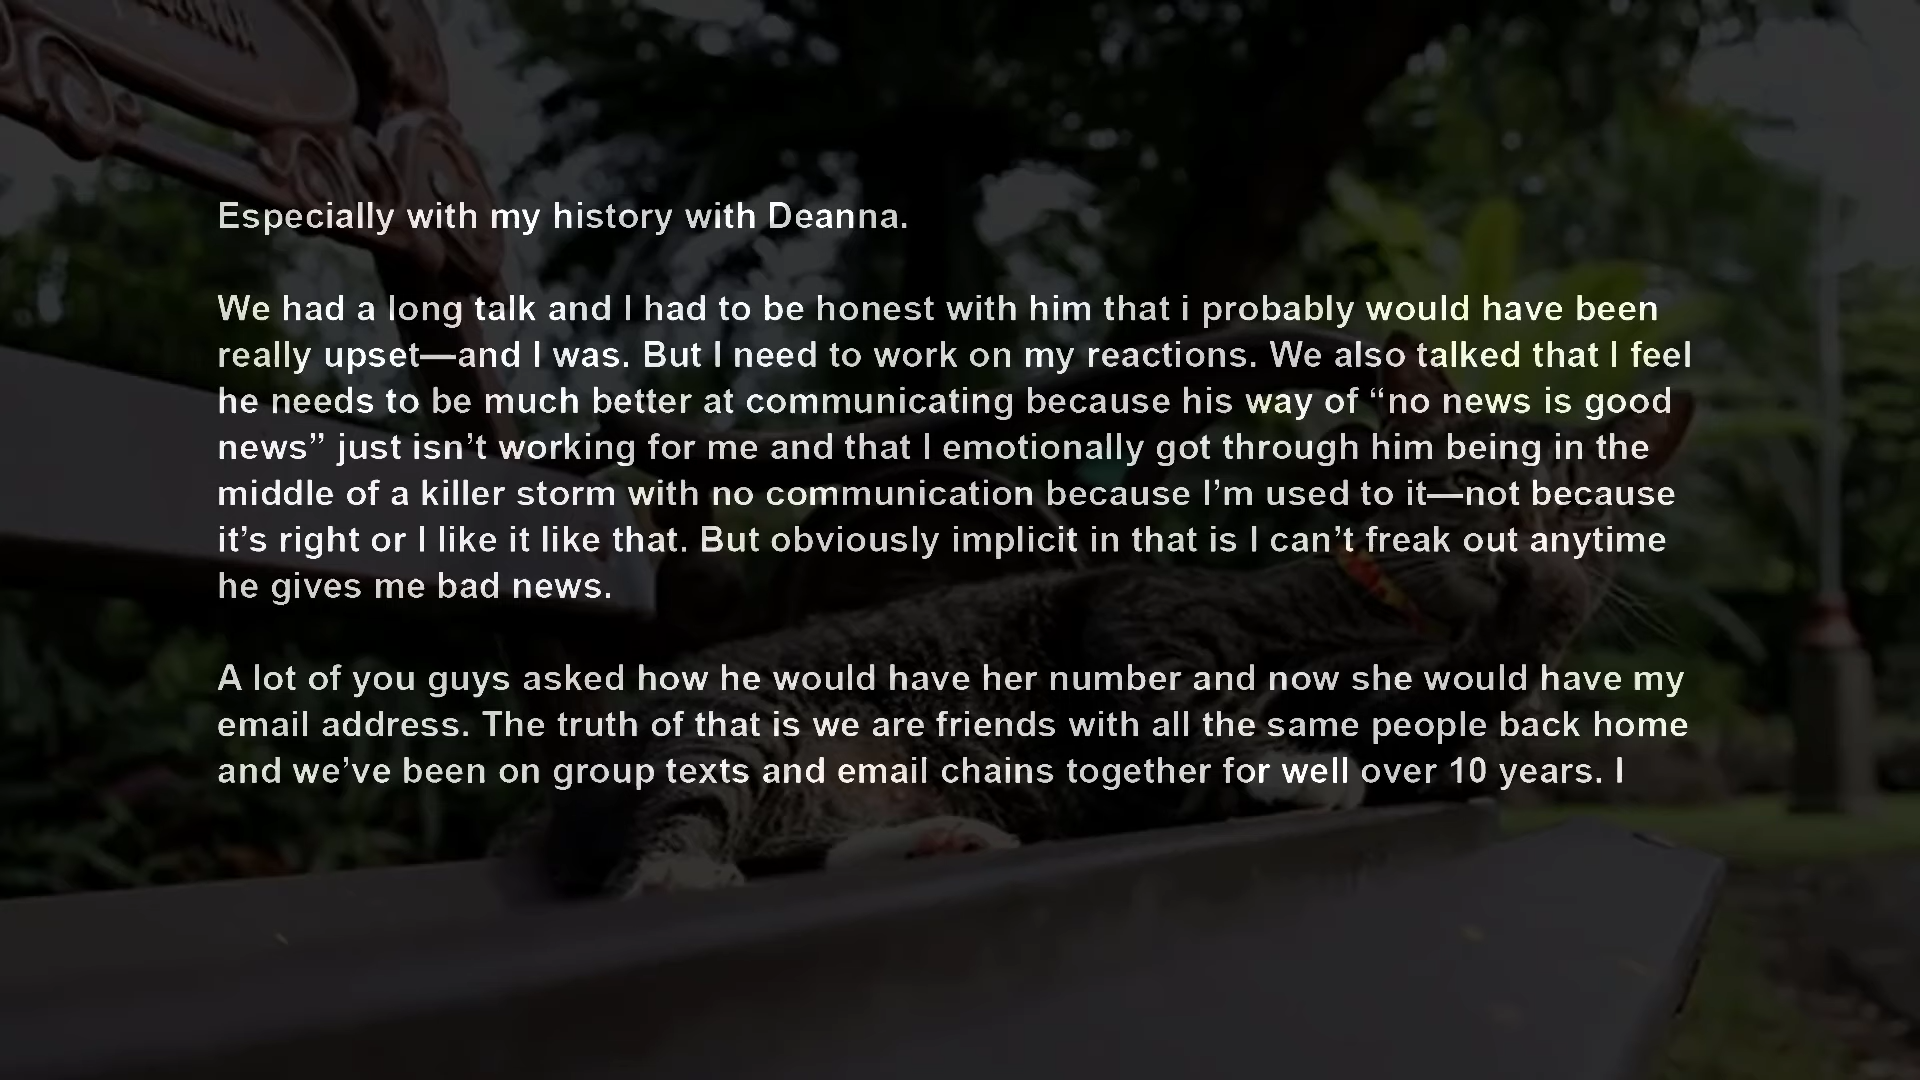 Especially with my history with Deanna.
We had a long talk and I had to be honest with him that i probably would have been
really upset—and I was. But I need to work on my reactions. We also talked that I feel
he needs to be much better at communicating because his way of “no news is good
news” just isn’t working for me and that I emotionally got through him being in the
middle of a killer storm with no communication because I’m used to it—not because
it’s right or I like it like that. But obviously implicit in that is I can’t freak out anytime
he gives me bad news.
A lot of you guys asked how he would have her number and now she would have my
email address. The truth of that is we are friends with all the same people back home
and we’ve been on group texts and email chains together for well over 10 years. I